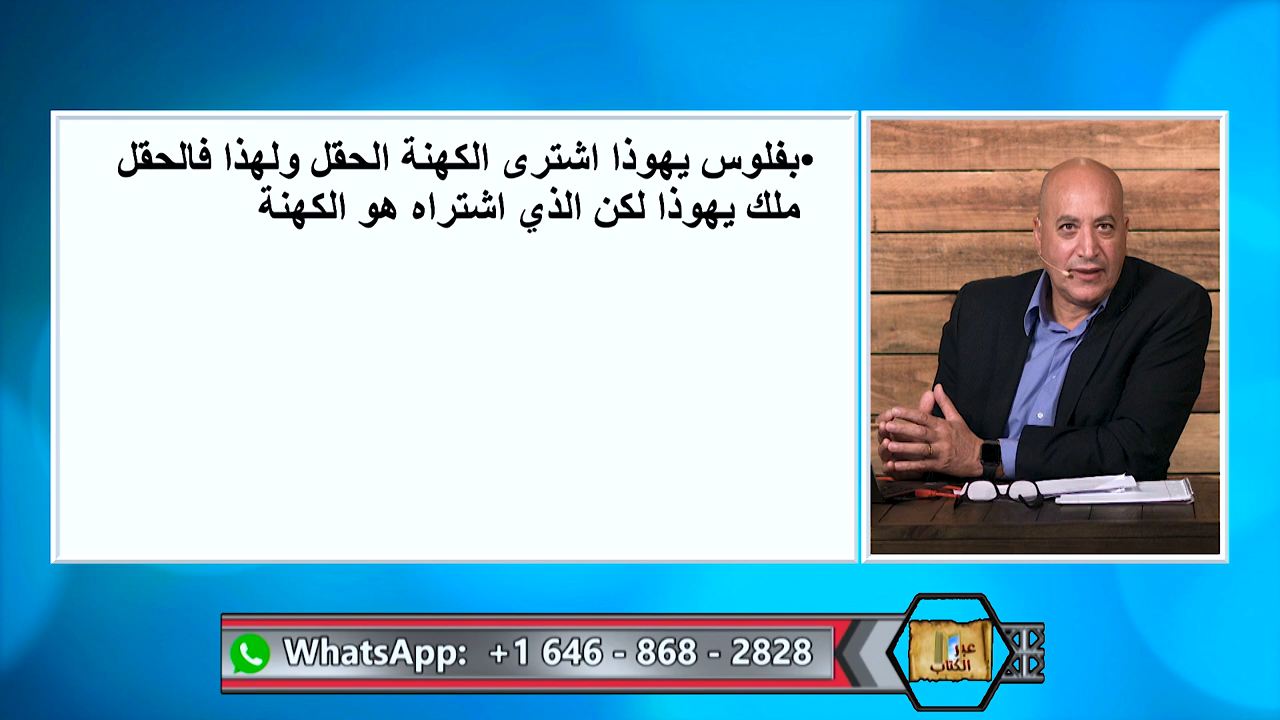 •بفلوس يهوذا اشترى الكهنة الحقل ولهذا فالحقل
ملك يهوذا لكن الذي اشتراه هو الكهنة
WhatsApp: +1 646 - 868 - 2828
عبر
الكتاب